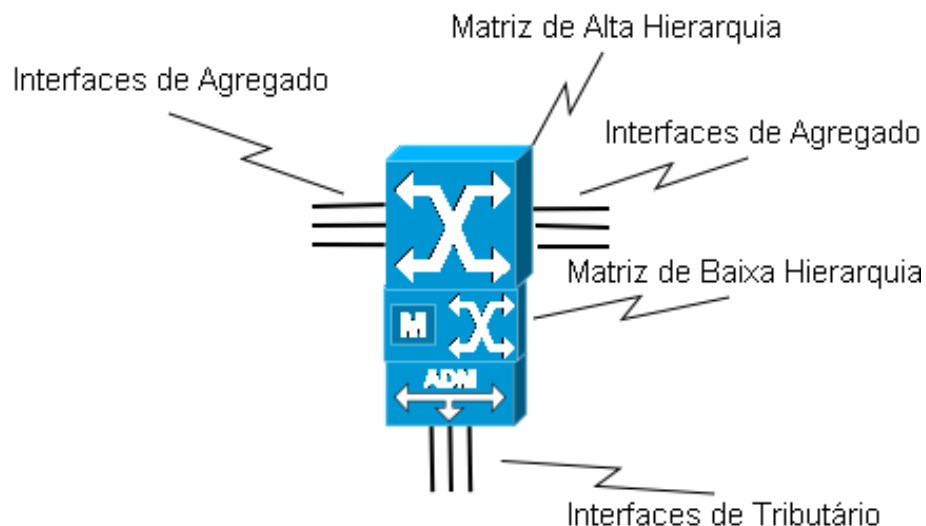 Matriz de Alta Hierarquia
Interfaces de Agregado
Interfaces de Agregado
Matriz de Baixa Hierarquia
M
ADM
Interfaces de Tributário